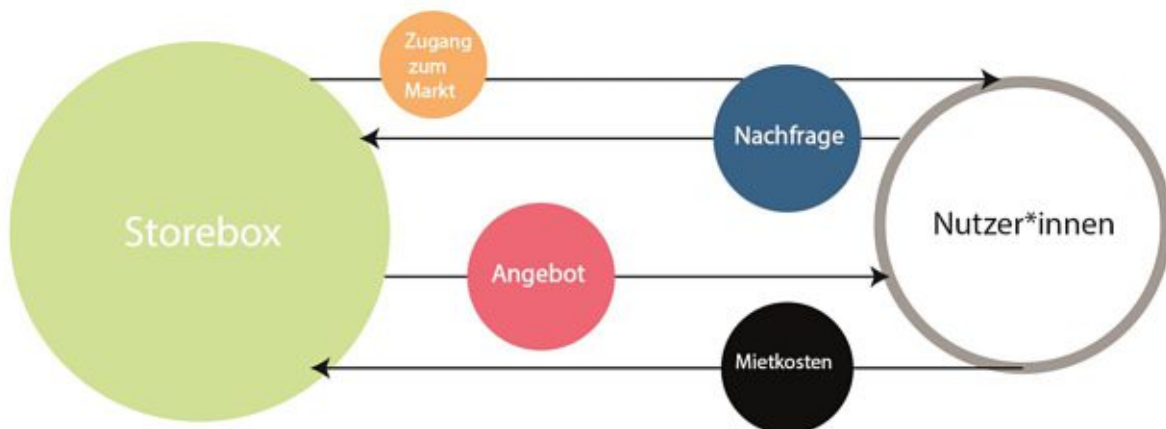 Zugang
zum
Markt
Nachfrage
Storebox
Nutzer*innen
Angebot
Mietkosten